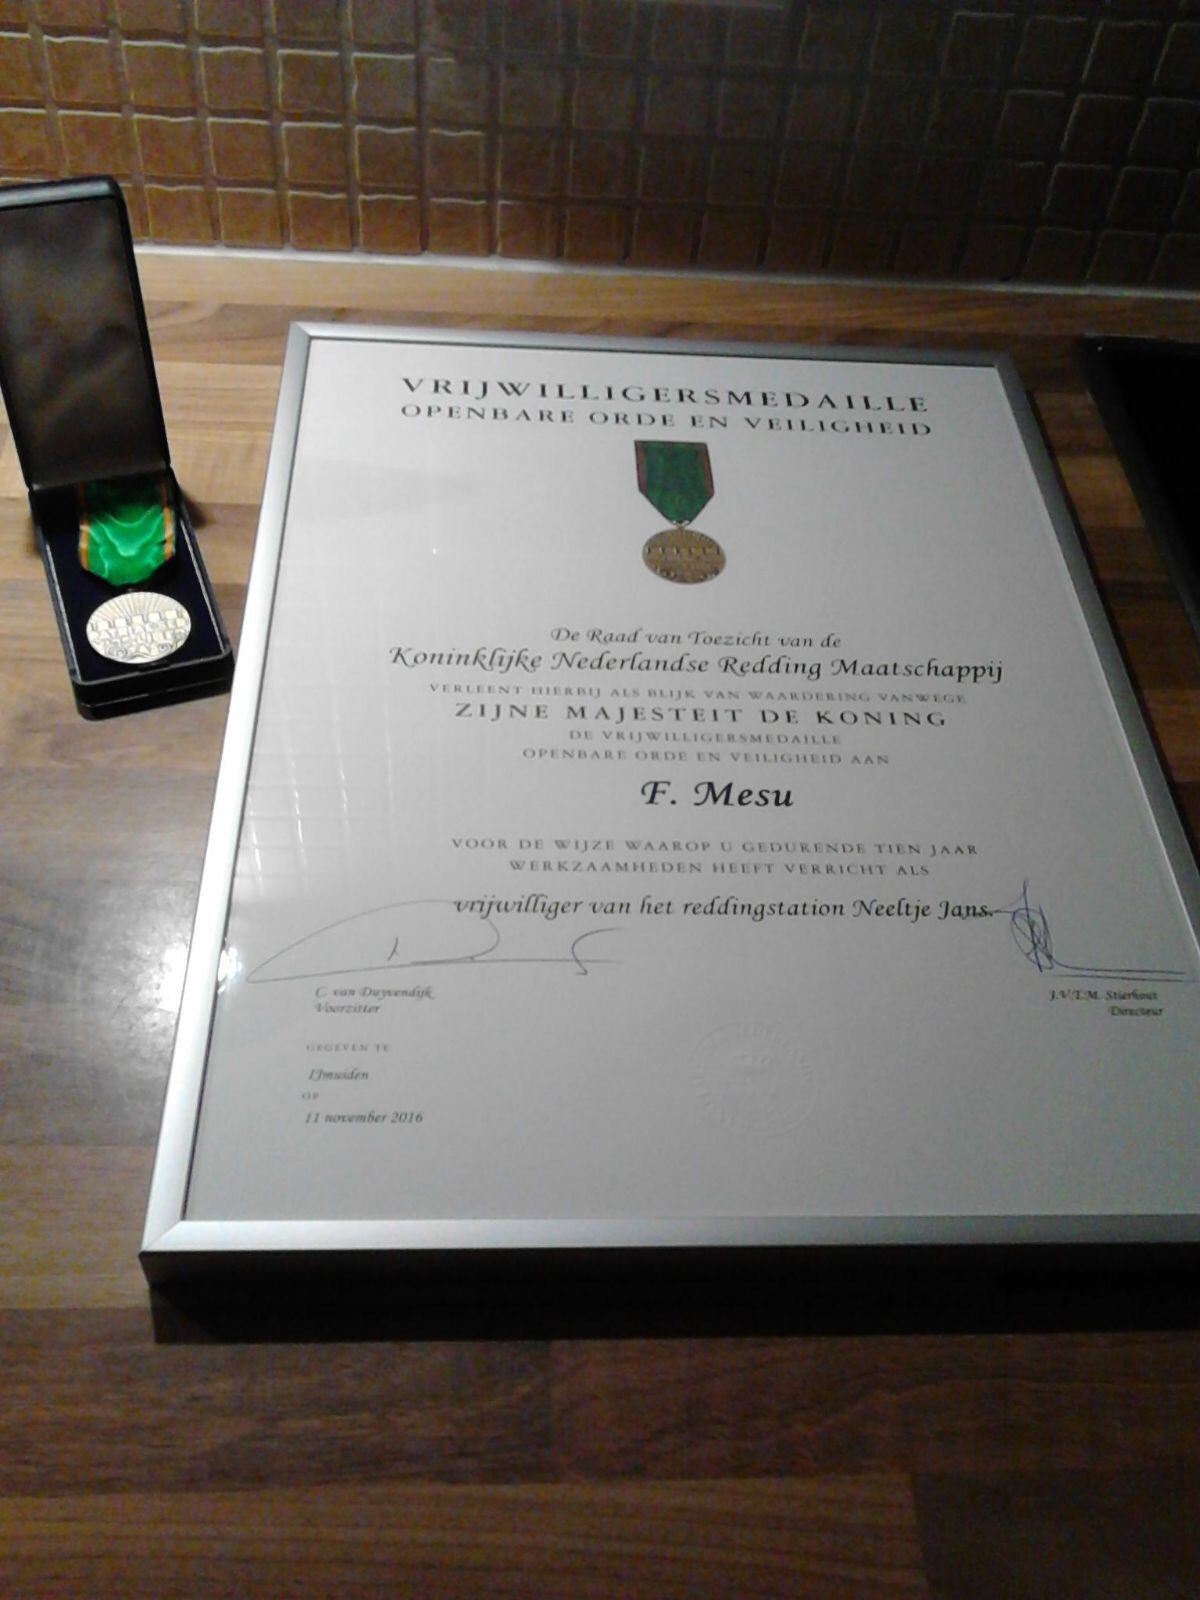 VRIJWILLIGERSMEDAILLE
OPENBARE ORDE EN VEILIGHEID
De Raad van Toezicht van de
Koninklijke Nederlandse Redding Maatschappij
VERLEENT HIERBIJ ALS BLIJK VAN WAARDERING VANWEGE
ZIJNE MAJESTEIT DE KONING
DE VRIJWILLIGERSMEDAILLE
OPENBARE ORDE EN VEILIGHEID AAN
F. Mesu
VOOR DE WIJZE WAAROP U GEDURENDE TIEN JAAR
WERKZAAMHEDEN HEEFT VERRICHT ALS
vrijwilliger van het reddingstation Neeltje Jans.
C. van Duyvendijk
Voorzitter
J.V.T.M. Stierhout
Directeur
GEGEVEN TE
IJmuiden
OP
11 november 2016